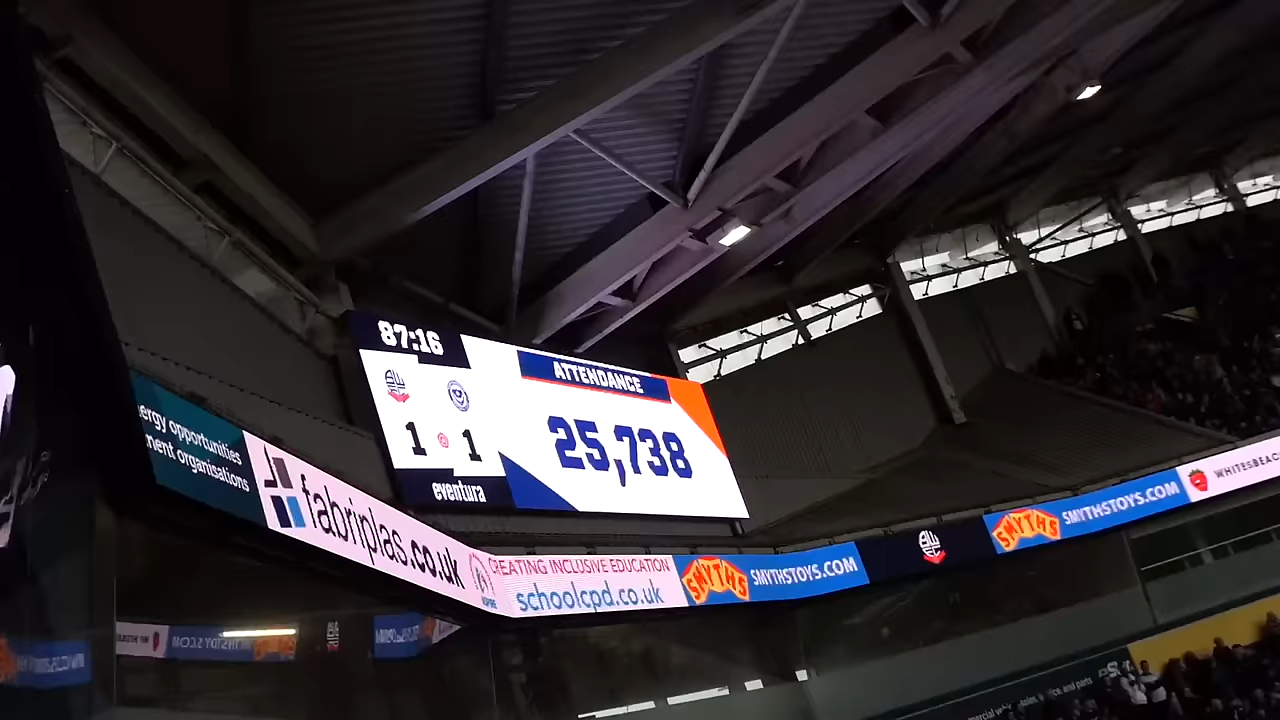 87:16
ATTENDANCE
25,738
1 1
eventura
ergy opportunities
ment organisations
fabriplas.co.uk
CREATING INCLUSIVE EDUCATION
schoolcpd.co.uk
SMYTHS
SMYTHSTOYS.COM
SMYTHS
SMYTHSTOYS.COM
WHITESBEAC